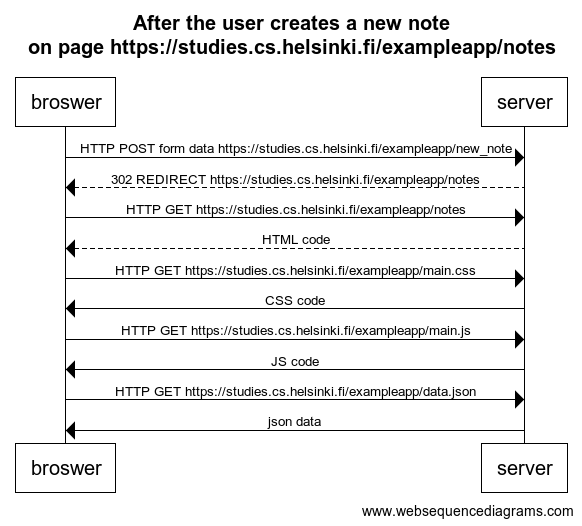 After the user creates a new note
on page https://studies.cs.helsinki.fi/exampleapp/notes
broswer server
HTTP POST form data https://studies.cs.helsinki.fi/exampleapp/new_note
302 REDIRECT https://studies.cs.helsinki.fi/exampleapp/notes
HTTP GET https://studies.cs.helsinki.fi/exampleapp/notes
HTML code
HTTP GET https://studies.cs.helsinki.fi/exampleapp/main.css
CSS code
HTTP GET https://studies.cs.helsinki.fi/exampleapp/main.js
JS code
HTTP GET https://studies.cs.helsinki.fi/exampleapp/data.json
json data
broswer server
www.websequencediagrams.com